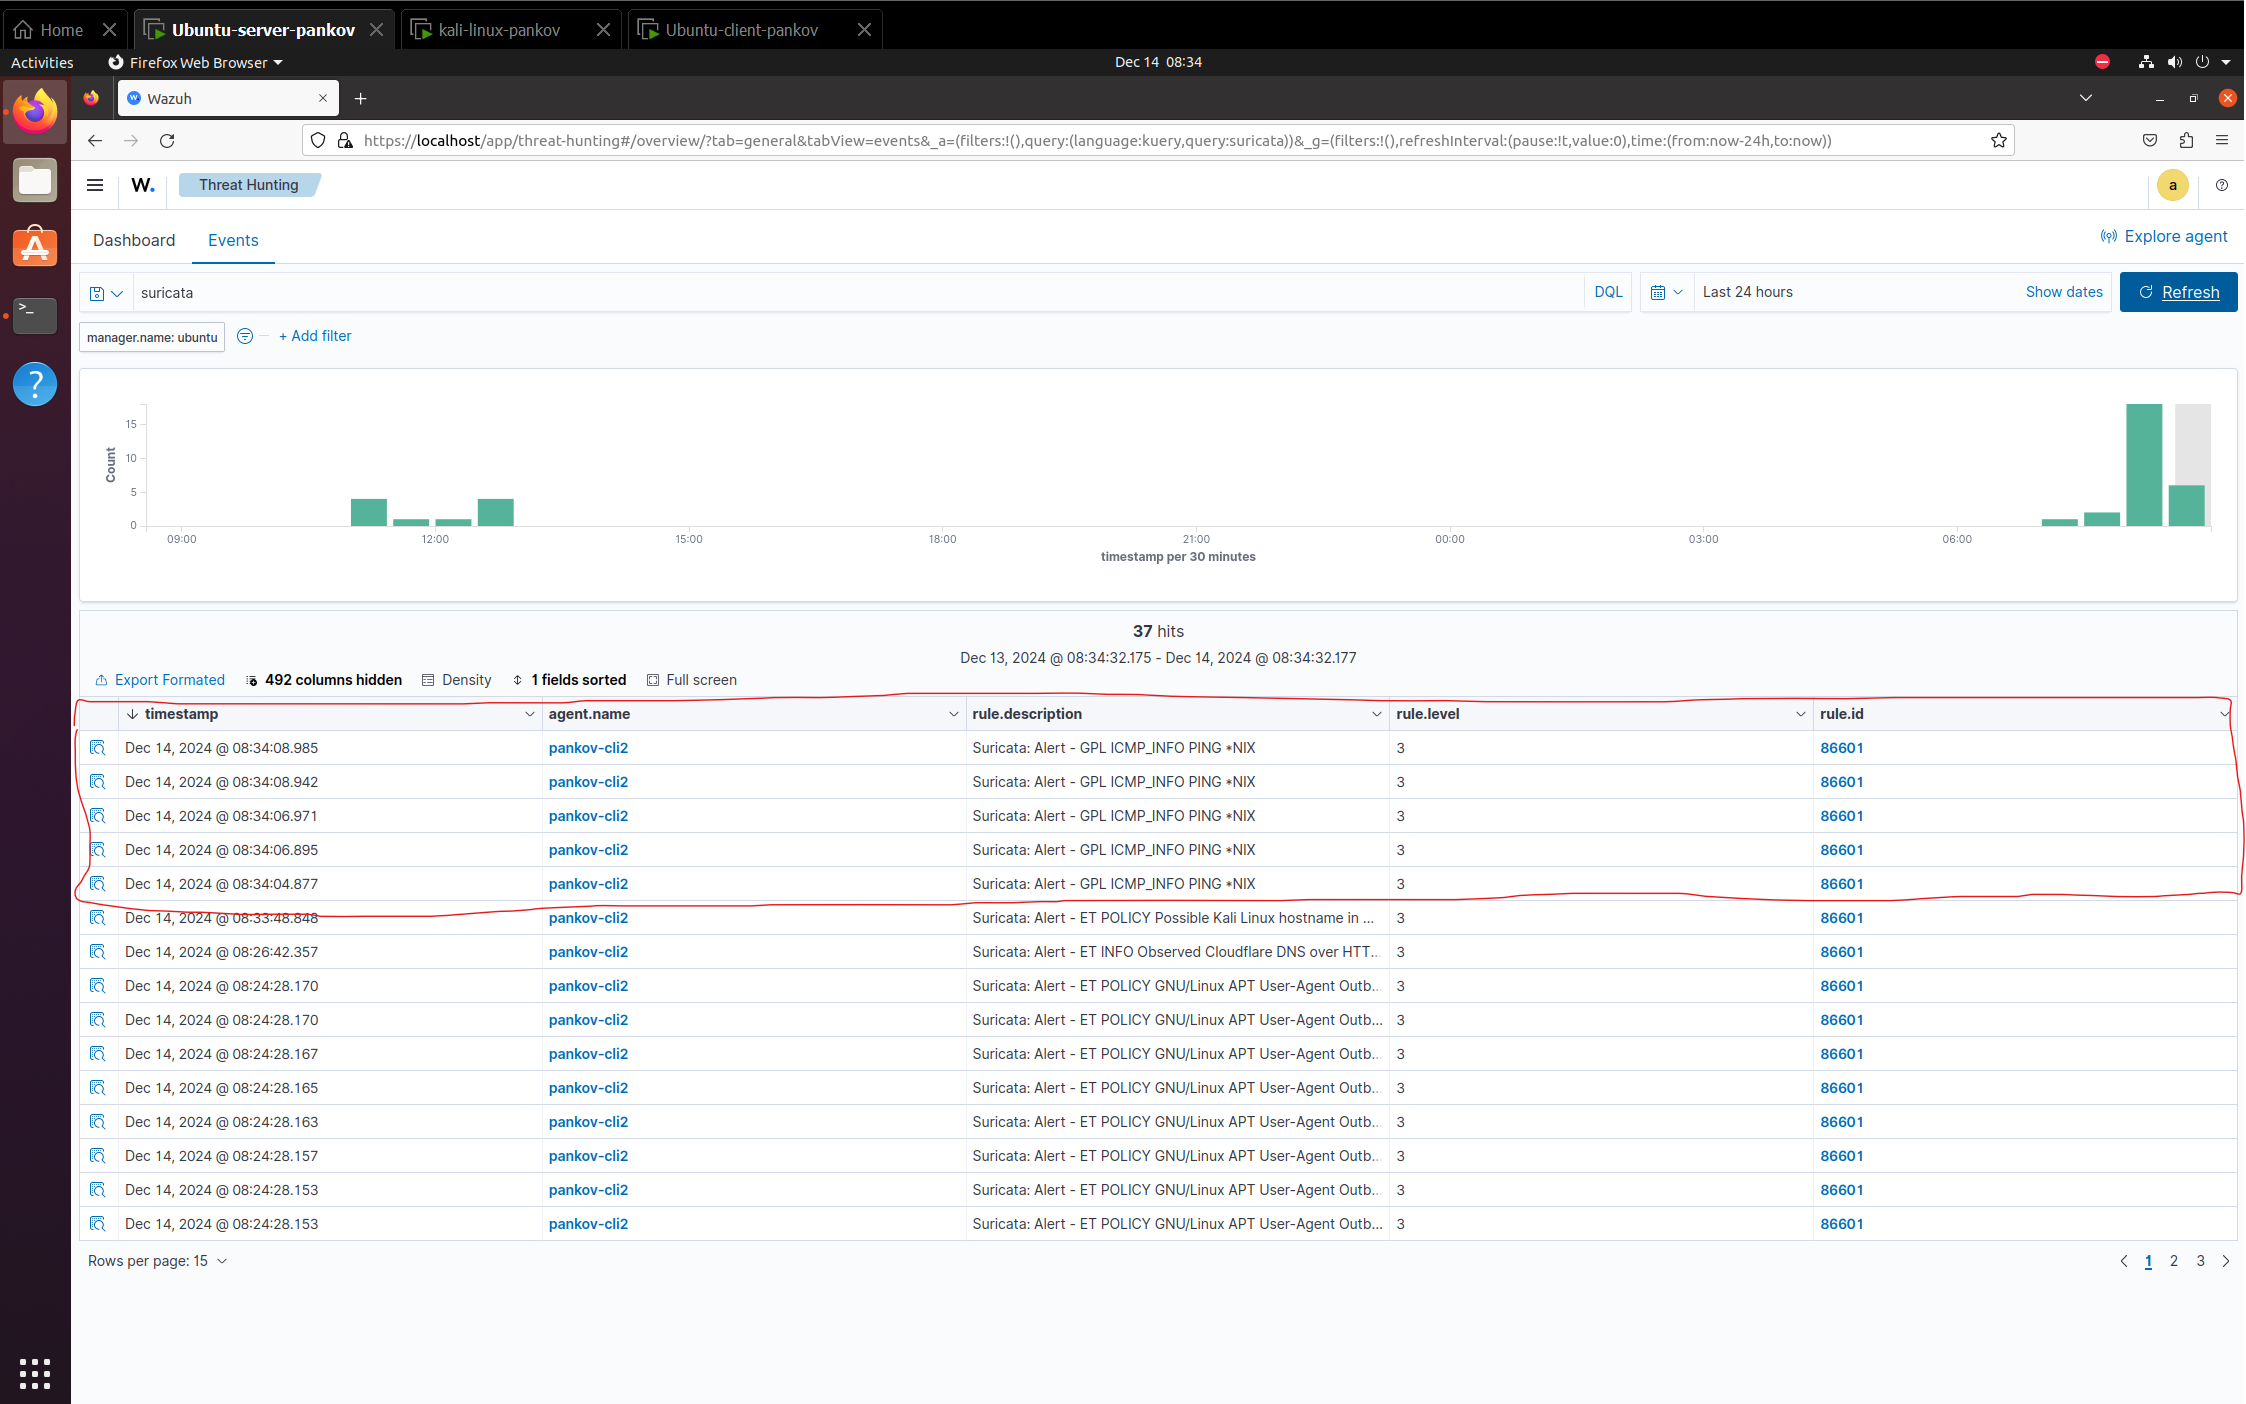 Home
Ubuntu-server-pankov
kali-linux-pankov
Ubuntu-client-pankov
Activities
Firefox Web Browser
Dec 14 08:34
Wazuh
https://localhost/app/threat-hunting#/overview/?tab=general&tabView=events&_a=(filters:!(),query:(language:kuery,query:suricata))&_g=(filters:!(),refreshInterval:(pause:!t,value:0),time:(from:now-24h,to:now))
W. Threat Hunting a
Dashboard Events Explore agent
suricata DQL Last 24 hours Show dates Refresh
manager.name: ubuntu + Add filter
Count
15
10
5
0
09:00 12:00 15:00 18:00 21:00 00:00 03:00 06:00
timestamp per 30 minutes
37 hits
Dec 13, 2024 @ 08:34:32.175 - Dec 14, 2024 @ 08:34:32.177
Export Formated 492 columns hidden Density 1 fields sorted Full screen
timestamp agent.name rule.description rule.level rule.id
Dec 14, 2024 @ 08:34:08.985 pankov-cli2 Suricata: Alert - GPL ICMP_INFO PING *NIX 3 86601
Dec 14, 2024 @ 08:34:08.942 pankov-cli2 Suricata: Alert - GPL ICMP_INFO PING *NIX 3 86601
Dec 14, 2024 @ 08:34:06.971 pankov-cli2 Suricata: Alert - GPL ICMP_INFO PING *NIX 3 86601
Dec 14, 2024 @ 08:34:06.895 pankov-cli2 Suricata: Alert - GPL ICMP_INFO PING *NIX 3 86601
Dec 14, 2024 @ 08:34:04.877 pankov-cli2 Suricata: Alert - GPL ICMP_INFO PING *NIX 3 86601
Dec 14, 2024 @ 08:33:48.848 pankov-cli2 Suricata: Alert - ET POLICY Possible Kali Linux hostname in ... 3 86601
Dec 14, 2024 @ 08:26:42.357 pankov-cli2 Suricata: Alert - ET INFO Observed Cloudflare DNS over HTT... 3 86601
Dec 14, 2024 @ 08:24:28.170 pankov-cli2 Suricata: Alert - ET POLICY GNU/Linux APT User-Agent Outb... 3 86601
Dec 14, 2024 @ 08:24:28.170 pankov-cli2 Suricata: Alert - ET POLICY GNU/Linux APT User-Agent Outb... 3 86601
Dec 14, 2024 @ 08:24:28.167 pankov-cli2 Suricata: Alert - ET POLICY GNU/Linux APT User-Agent Outb... 3 86601
Dec 14, 2024 @ 08:24:28.165 pankov-cli2 Suricata: Alert - ET POLICY GNU/Linux APT User-Agent Outb... 3 86601
Dec 14, 2024 @ 08:24:28.163 pankov-cli2 Suricata: Alert - ET POLICY GNU/Linux APT User-Agent Outb... 3 86601
Dec 14, 2024 @ 08:24:28.157 pankov-cli2 Suricata: Alert - ET POLICY GNU/Linux APT User-Agent Outb... 3 86601
Dec 14, 2024 @ 08:24:28.153 pankov-cli2 Suricata: Alert - ET POLICY GNU/Linux APT User-Agent Outb... 3 86601
Dec 14, 2024 @ 08:24:28.153 pankov-cli2 Suricata: Alert - ET POLICY GNU/Linux APT User-Agent Outb... 3 86601
Rows per page: 15 1 2 3